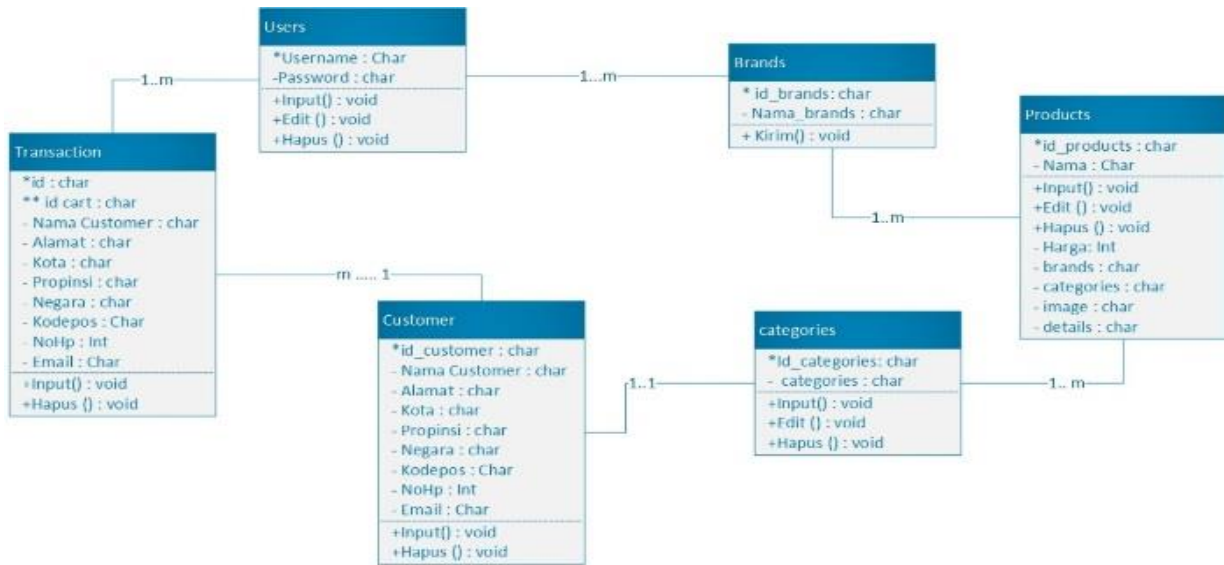 Users
*Username : Char
-Password : char
+Input() : void
+Edit () : void
+Hapus () : void
1..m
1...m
Brands
* id_brands: char
- Nama_brands : char
+ Kirim() : void
Products
*id_products : char
- Nama : Char
+Input() : void
+Edit () : void
+Hapus () : void
- Harga: Int
- brands : char
- categories : char
- image : char
- details : char
1..m
Transaction
*id : char
** id cart : char
- Nama Customer : char
- Alamat : char
- Kota : char
- Propinsi : char
- Negara : char
- Kodepos : Char
- NoHp : Int
- Email : Char
+Input() : void
+Hapus () : void
m ..... 1
Customer
*id_customer : char
- Nama Customer : char
- Alamat : char
- Kota : char
- Propinsi : char
- Negara : char
- Kodepos : Char
- NoHp : Int
- Email : Char
+Input() : void
+Hapus () : void
1..1
categories
*Id_categories: char
- categories : char
+Input() : void
+Edit () : void
+Hapus () : void
1.. m